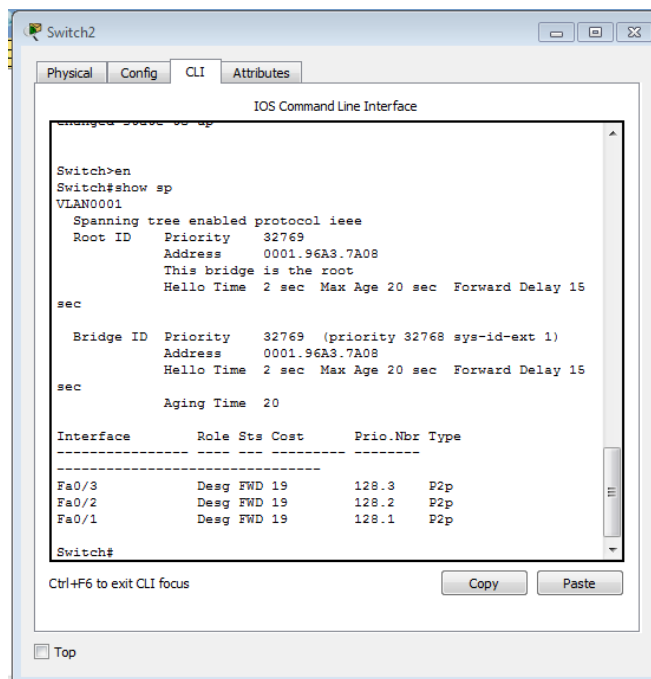 Switch2
Physical Config CLI Attributes
IOS Command Line Interface
changed state to up
Switch>en
Switch#show sp
VLAN0001
  Spanning tree enabled protocol ieee
  Root ID    Priority    32769
             Address     0001.96A3.7A08
             This bridge is the root
             Hello Time  2 sec  Max Age 20 sec  Forward Delay 15
sec
  Bridge ID  Priority    32769  (priority 32768 sys-id-ext 1)
             Address     0001.96A3.7A08
             Hello Time  2 sec  Max Age 20 sec  Forward Delay 15
sec
             Aging Time  20
Interface        Role Sts Cost      Prio.Nbr Type
---------------- ---- --- --------- --------
--------------------------------
Fa0/3            Desg FWD 19        128.3    P2p
Fa0/2            Desg FWD 19        128.2    P2p
Fa0/1            Desg FWD 19        128.1    P2p
Switch#
Ctrl+F6 to exit CLI focus Copy Paste
Top